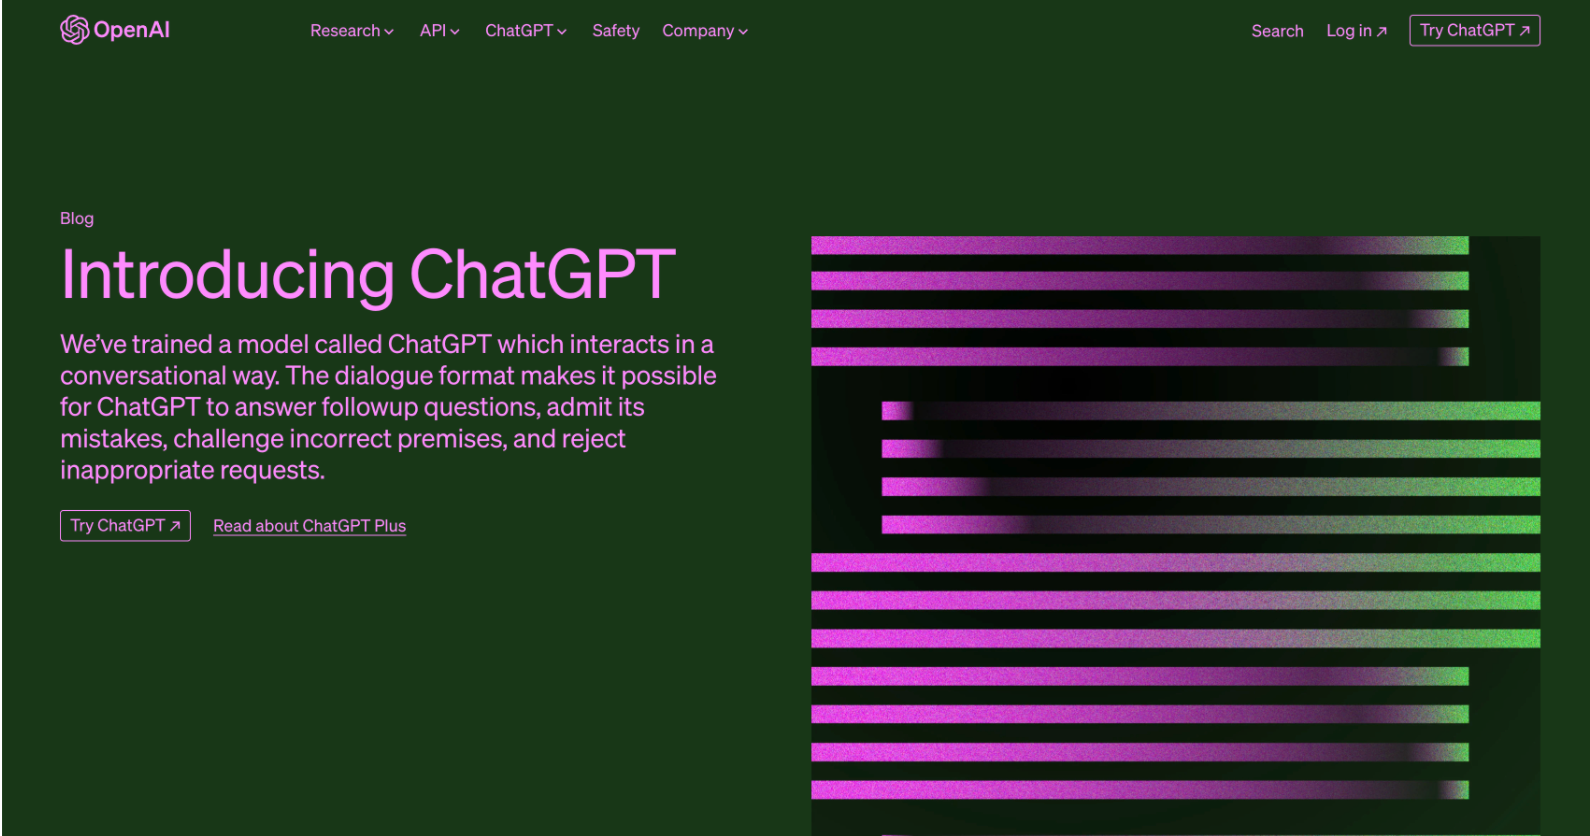 OpenAI
Research
API
ChatGPT
Safety
Company
Search
Log in ↗
Try ChatGPT ↗
Blog
Introducing ChatGPT
We’ve trained a model called ChatGPT which interacts in a
conversational way. The dialogue format makes it possible
for ChatGPT to answer followup questions, admit its
mistakes, challenge incorrect premises, and reject
inappropriate requests.
Try ChatGPT ↗
Read about ChatGPT Plus